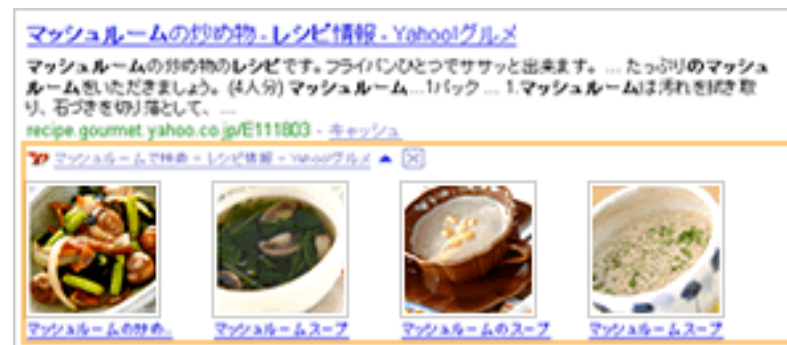 マッシュルームの炒め物 - レシピ情報 - Yahoo!グルメ
マッシュルームの炒め物のレシピです。フライパンひとつでササッと出来ます。 ... たっぷりのマッシュ
ルームをいただきましょう。(4人分) マッシュルーム...1パック ... 1.マッシュルームは汚れを拭き取
り、石づきを切り落として、 ...
recipe.gourmet.yahoo.co.jp/E111803 - キャッシュ
マッシュルームで検索 - レシピ情報 - Yahoo!グルメ
マッシュルームの炒め.. マッシュルームスープ マッシュルームのスープ マッシュルームスープ